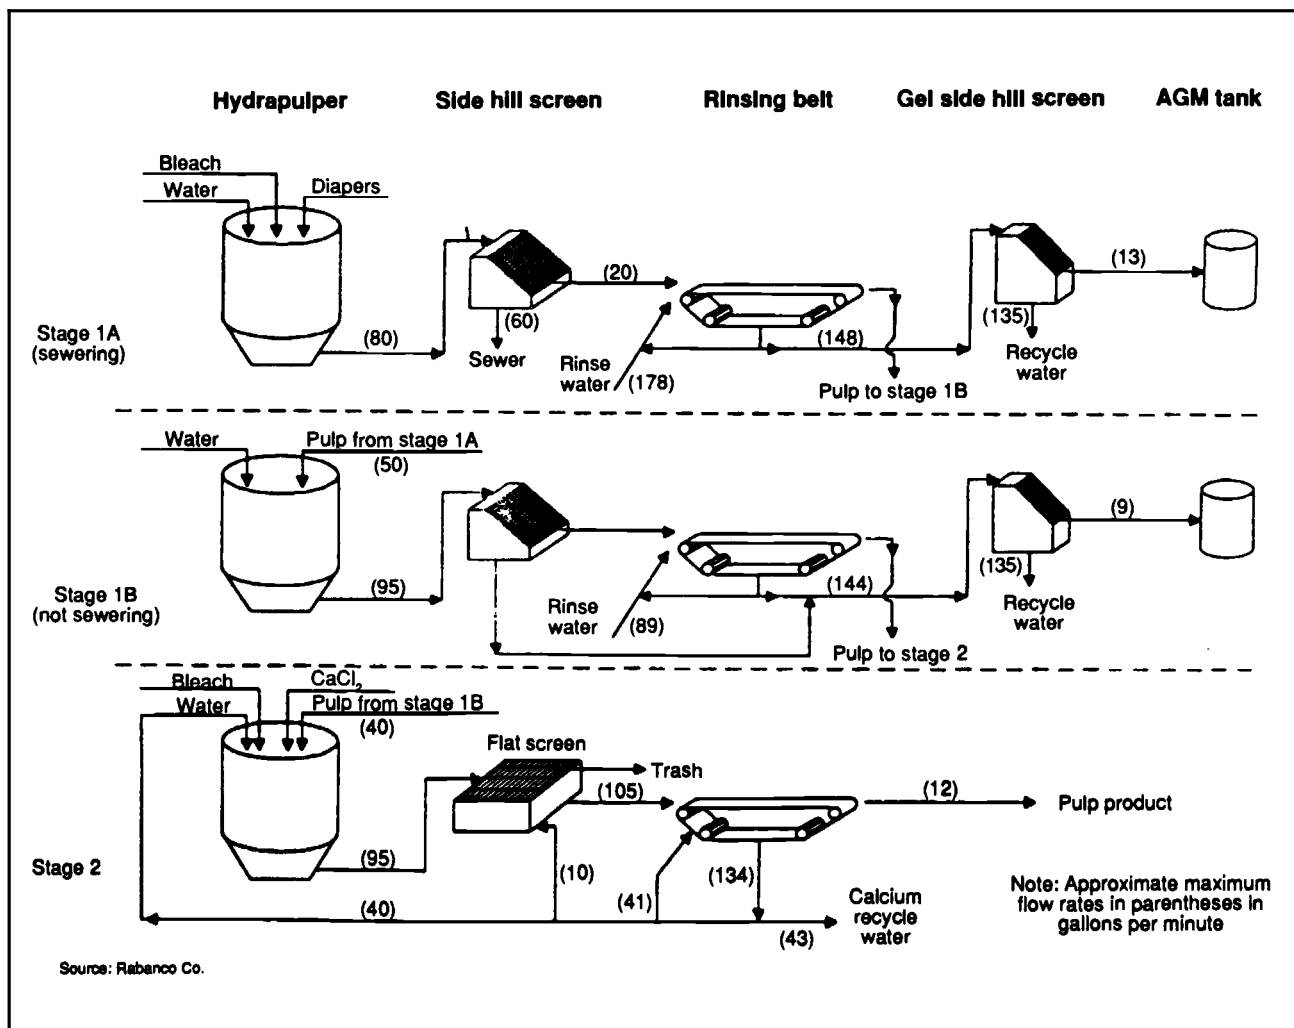 Hydrapulper
Side hill screen
Rinsing belt
Gel side hill screen
AGM tank
Bleach
Water
Diapers
(20)
(13)
(60)
(135)
Stage 1A
(sewering)
(80)
(148)
Sewer
Rinse
water
(178)
Recycle
water
Pulp to stage 1B
Water
Pulp from stage 1A
(50)
(9)
(135)
Stage 1B
(not sewering)
(95)
(144)
Rinse
water
(89)
Recycle
water
Pulp to stage 2
Bleach
CaCl₂
Water
Pulp from stage 1B
(40)
Flat screen
Trash
(105)
(12)
Pulp product
Stage 2
(95)
(10)
(134)
(41)
(40)
Calcium
recycle
water
(43)
Note: Approximate maximum
flow rates in parentheses in
gallons per minute
Source: Rabanco Co.